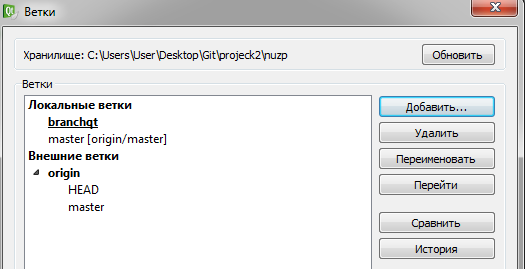 Ветки
Хранилище: C:\Users\User\Desktop\Git\projeck2\nuzp
Обновить
Ветки
Локальные ветки
branchqt
master [origin/master]
Внешние ветки
origin
HEAD
master
Добавить...
Удалить
Переименовать
Перейти
Сравнить
История